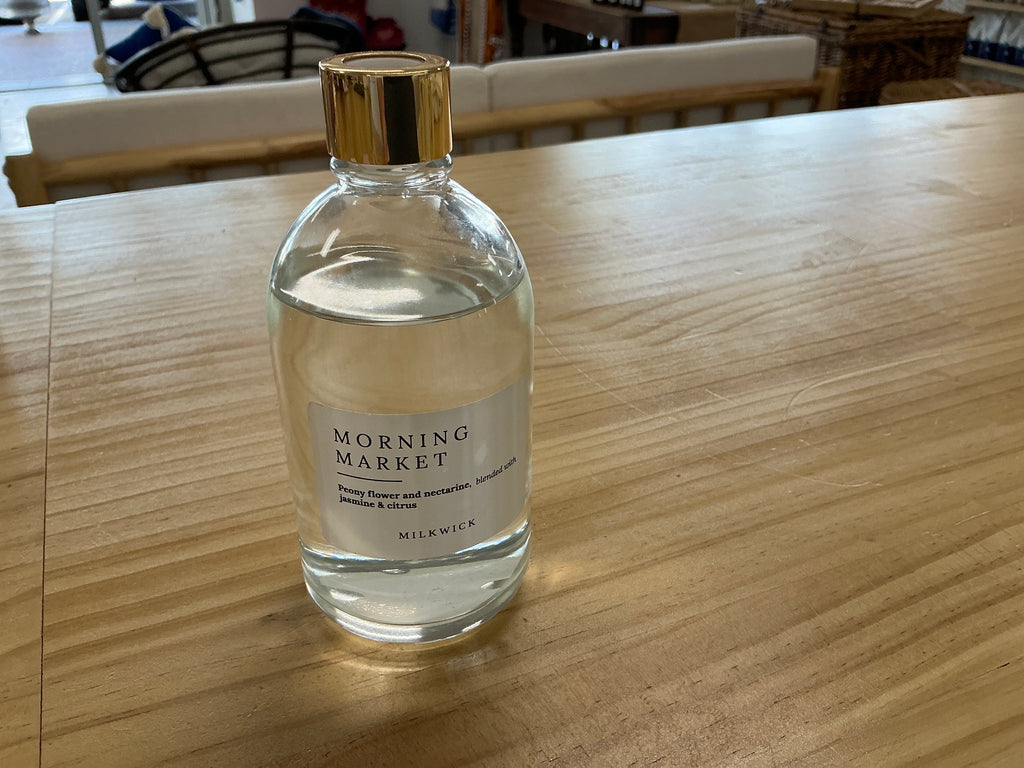 MORNING
MARKET
Peony flower and nectarine, blended with
jasmine & citrus
MILKWICK